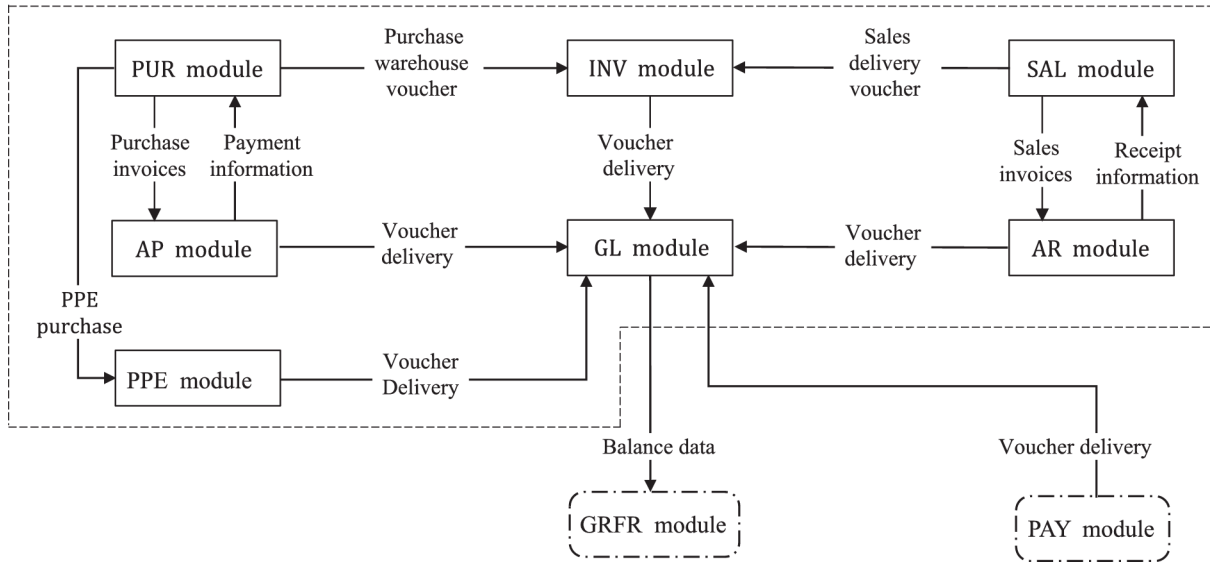 PUR module
Purchase
warehouse
voucher
INV module
Sales
delivery
voucher
SAL module
Purchase
invoices
Payment
information
Voucher
delivery
Sales
invoices
Receipt
information
AP module
Voucher
delivery
GL module
Voucher
delivery
AR module
PPE
purchase
PPE module
Voucher
Delivery
Balance data
Voucher delivery
GRFR module
PAY module